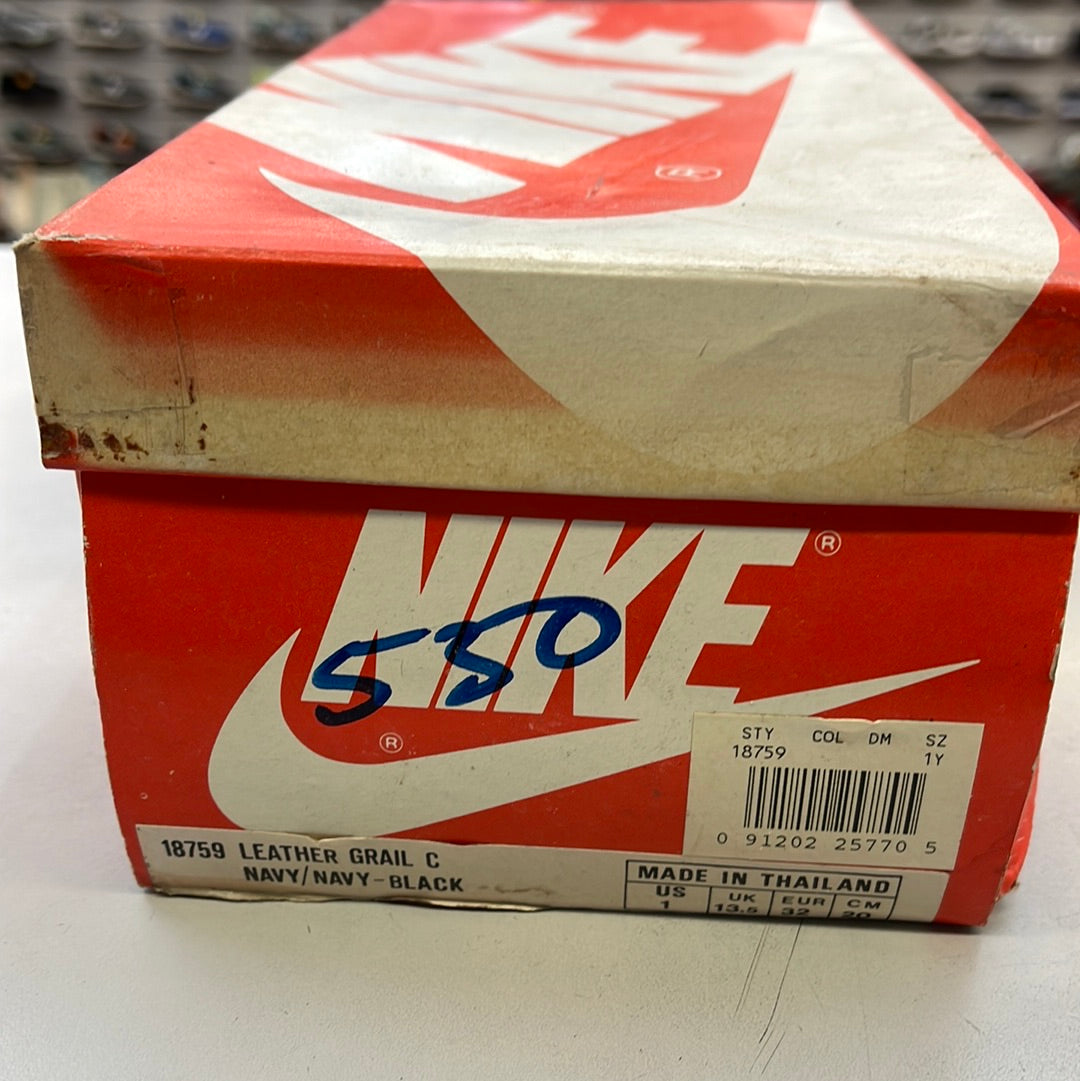 NIKE
®
NIKE ®
550
®
STY COL DM SZ
18759 1Y
0 91202 25770 5
18759 LEATHER GRAIL C
NAVY/NAVY-BLACK
MADE IN THAILAND
US UK EUR CM
1 13.5 32 20